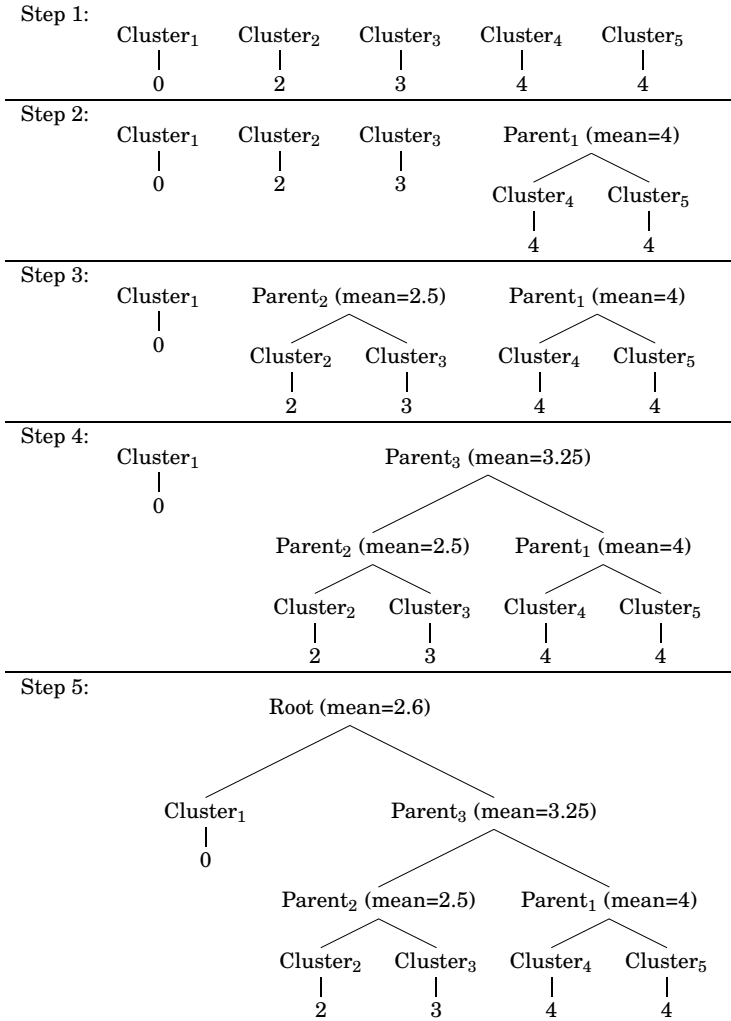 Step 1:
Cluster₁ Cluster₂ Cluster₃ Cluster₄ Cluster₅
0 2 3 4 4
Step 2:
Cluster₁ Cluster₂ Cluster₃ Parent₁ (mean=4)
0 2 3
Cluster₄ Cluster₅
4 4
Step 3:
Cluster₁ Parent₂ (mean=2.5) Parent₁ (mean=4)
0
Cluster₂ Cluster₃ Cluster₄ Cluster₅
2 3 4 4
Step 4:
Cluster₁ Parent₃ (mean=3.25)
0
Parent₂ (mean=2.5) Parent₁ (mean=4)
Cluster₂ Cluster₃ Cluster₄ Cluster₅
2 3 4 4
Step 5:
Root (mean=2.6)
Cluster₁ Parent₃ (mean=3.25)
0
Parent₂ (mean=2.5) Parent₁ (mean=4)
Cluster₂ Cluster₃ Cluster₄ Cluster₅
2 3 4 4